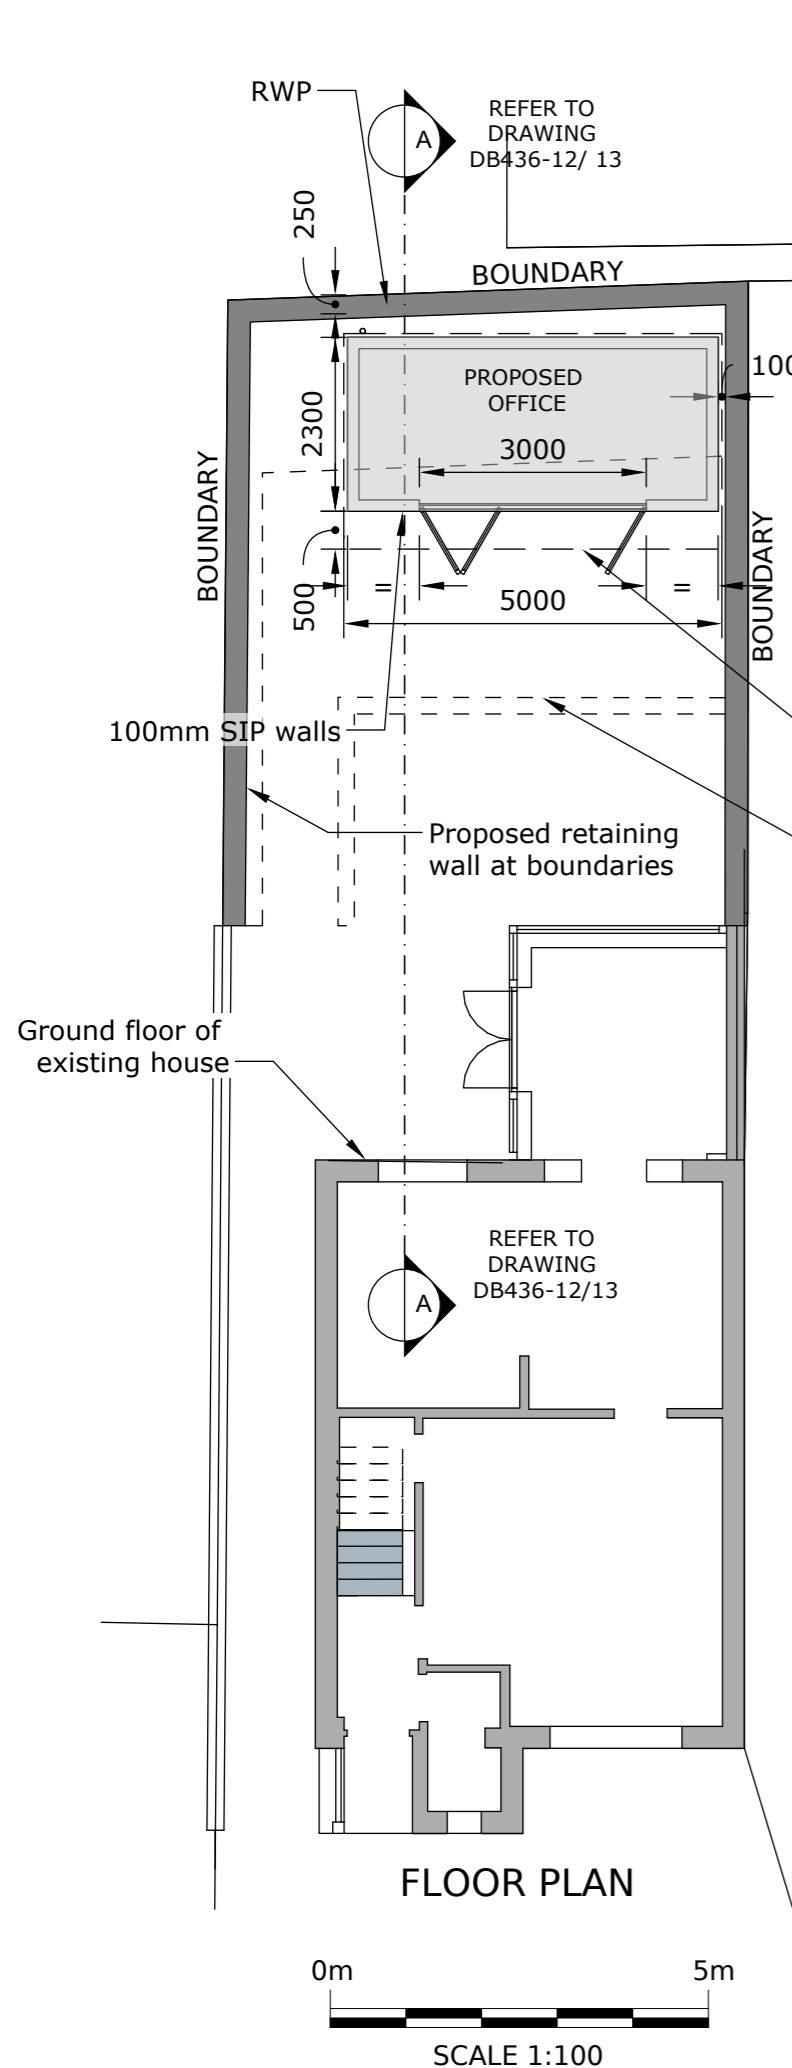 RWP
A
REFER TO
DRAWING
DB436-12/ 13
250
BOUNDARY
PROPOSED
OFFICE
100
2300
3000
BOUNDARY
500
=
5000
=
BOUNDARY
100mm SIP walls
Proposed retaining
wall at boundaries
Ground floor of
existing house
REFER TO
DRAWING
DB436-12/13
A
FLOOR PLAN
0m
5m
SCALE 1:100